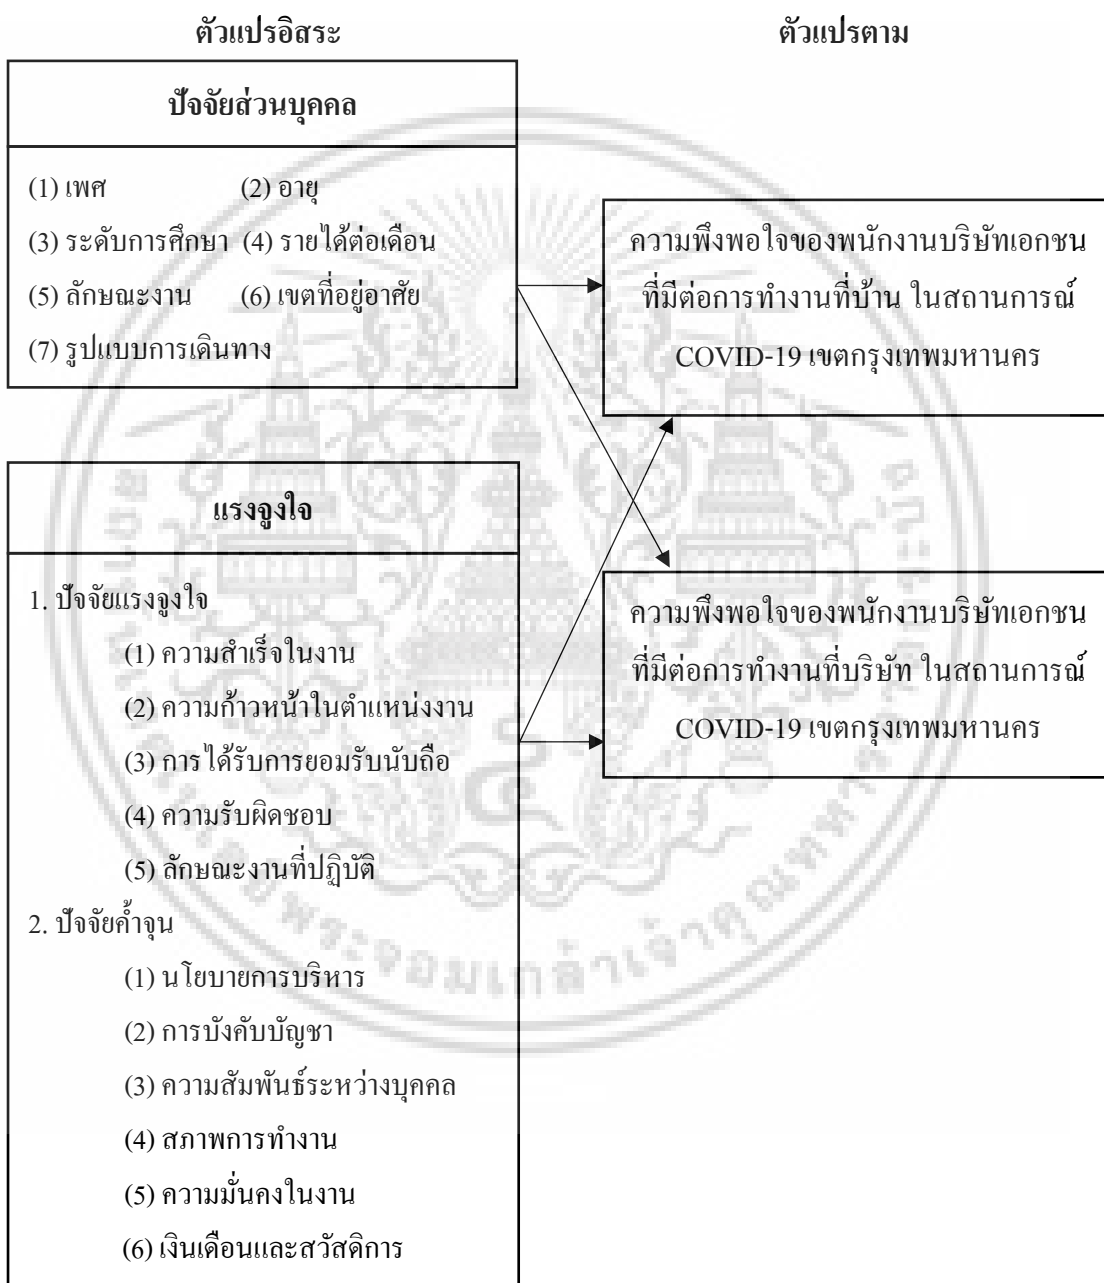 ตัวแปรอิสระ
ตัวแปรตาม
ปัจจัยส่วนบุคคล
(1) เพศ (2) อายุ
(3) ระดับการศึกษา (4) รายได้ต่อเดือน
(5) ลักษณะงาน (6) เขตที่อยู่อาศัย
(7) รูปแบบการเดินทาง
ความพึงพอใจของพนักงานบริษัทเอกชน
ที่มีต่อการทำงานที่บ้าน ในสถานการณ์
COVID-19 เขตกรุงเทพมหานคร
แรงจูงใจ
1. ปัจจัยแรงจูงใจ
(1) ความสำเร็จในงาน
(2) ความก้าวหน้าในตำแหน่งงาน
(3) การได้รับการยอมรับนับถือ
(4) ความรับผิดชอบ
(5) ลักษณะงานที่ปฏิบัติ
2. ปัจจัยค้ำจุน
(1) นโยบายการบริหาร
(2) การบังคับบัญชา
(3) ความสัมพันธ์ระหว่างบุคคล
(4) สภาพการทำงาน
(5) ความมั่นคงในงาน
(6) เงินเดือนและสวัสดิการ
ความพึงพอใจของพนักงานบริษัทเอกชน
ที่มีต่อการทำงานที่บริษัท ในสถานการณ์
COVID-19 เขตกรุงเทพมหานคร
พระจอมเกล้าเจ้าคุณทหาร